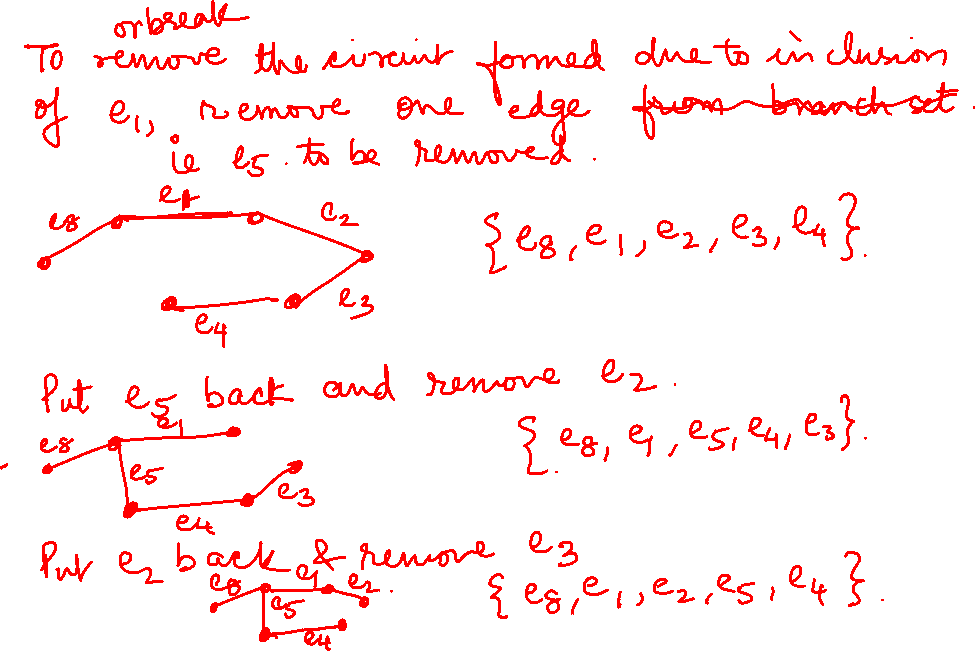 or break
To remove the circuit formed due to inclusion
of e1, remove one edge from branch set.
ie e5 to be removed.
e8 e1 e2
e3
e4
{e8, e1, e2, e3, e4}.
Put e5 back and remove e2.
e8 e1
e5
e3
e4
{e8, e1, e5, e4, e3}.
Put e2 back & remove e3
e8 e1 e2
e5
e4
{e8, e1, e2, e5, e4}.